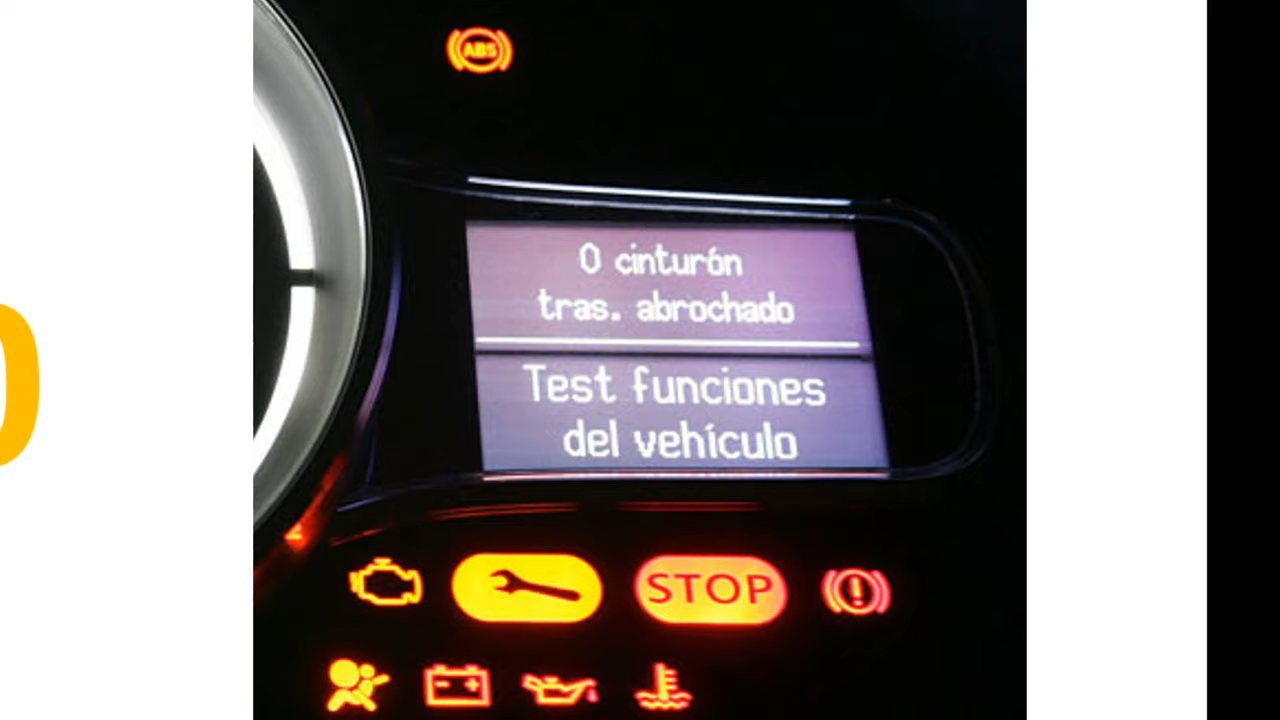 ABS
0 cinturón
tras. abrochado
Test funciones
del vehículo
STOP